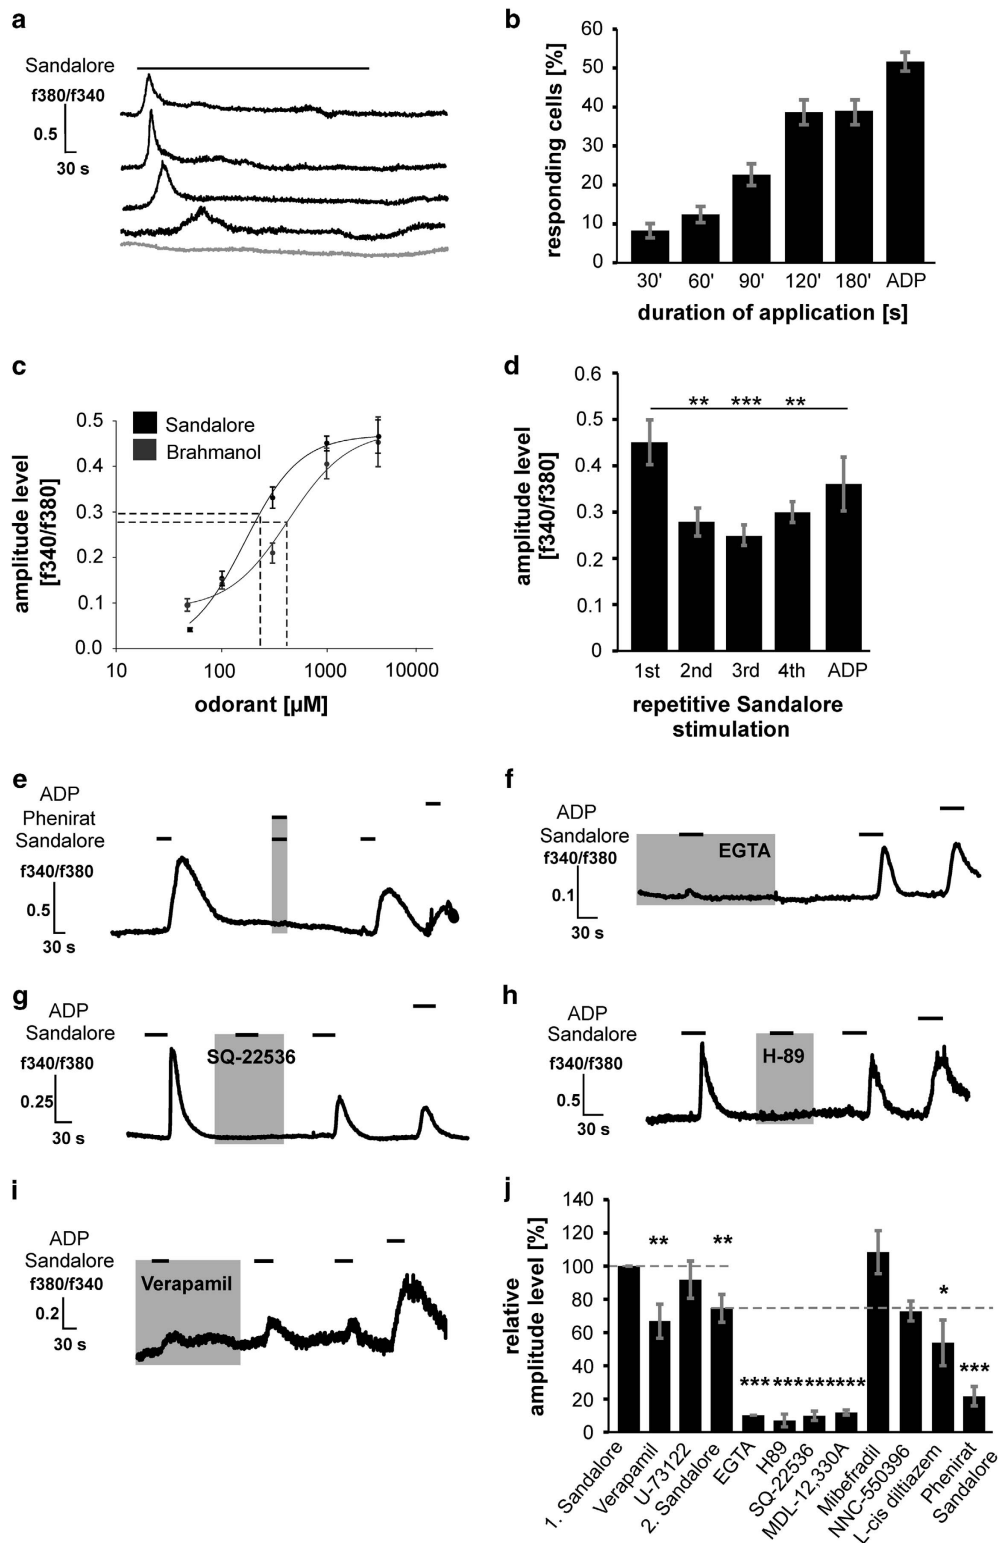 a
Sandalore
f380/f340
0.5
30 s
b
responding cells [%]
60
50
40
30
20
10
0
30' 60' 90' 120' 180' ADP
duration of application [s]
c
Sandalore
Brahmanol
amplitude level
[f340/f380]
0.5
0.4
0.3
0.2
0.1
0.0
10 100 1000 10000
odorant [µM]
d
amplitude level
[f340/f380]
0.6
0.5
0.4
0.3
0.2
0.1
0
** *** **
1st 2nd 3rd 4th ADP
repetitive Sandalore
stimulation
e
ADP
Phenirat
Sandalore
f340/f380
0.5
30 s
f
ADP
Sandalore
f340/f380
EGTA
0.1
30 s
g
ADP
Sandalore
SQ-22536
f340/f380
0.25
30 s
h
ADP
Sandalore
H-89
f340/f380
0.5
30 s
i
ADP
Sandalore
Verapamil
f380/f340
0.2
30 s
j
relative
amplitude level [%]
140
120
100
80
60
40
20
0
** **
*
*** ********** ***
1. Sandalore
Verapamil
U-73122
2. Sandalore
EGTA
H89
SQ-22536
MDL-12,330A
Mibefradil
NNC-550396
L-cis diltiazem
Phenirat
Sandalore